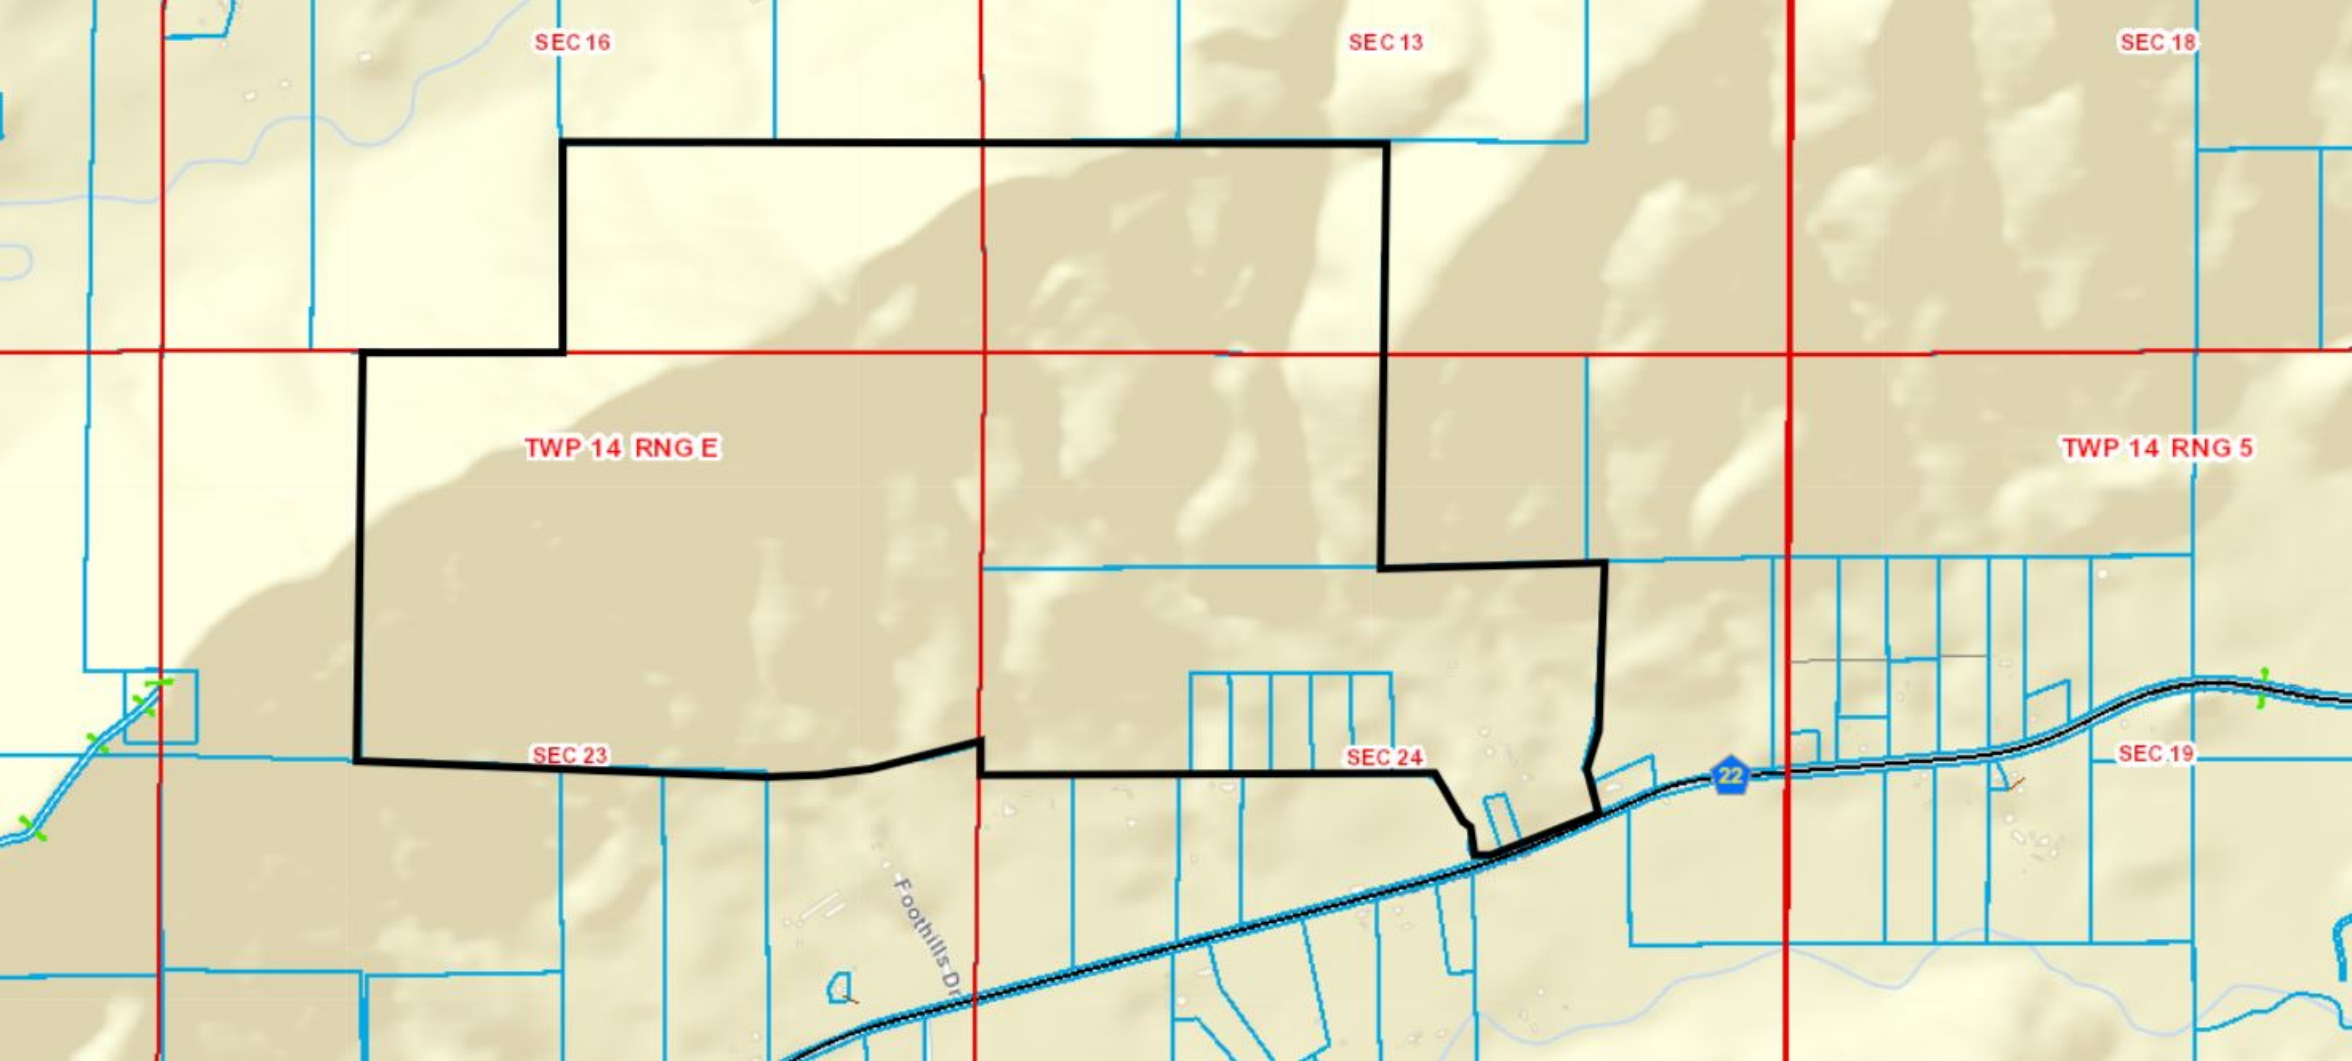 SEC 16
SEC 13
SEC 18
TWP 14 RNG E
TWP 14 RNG 5
SEC 23
SEC 24
22
SEC 19
Foothills Dr